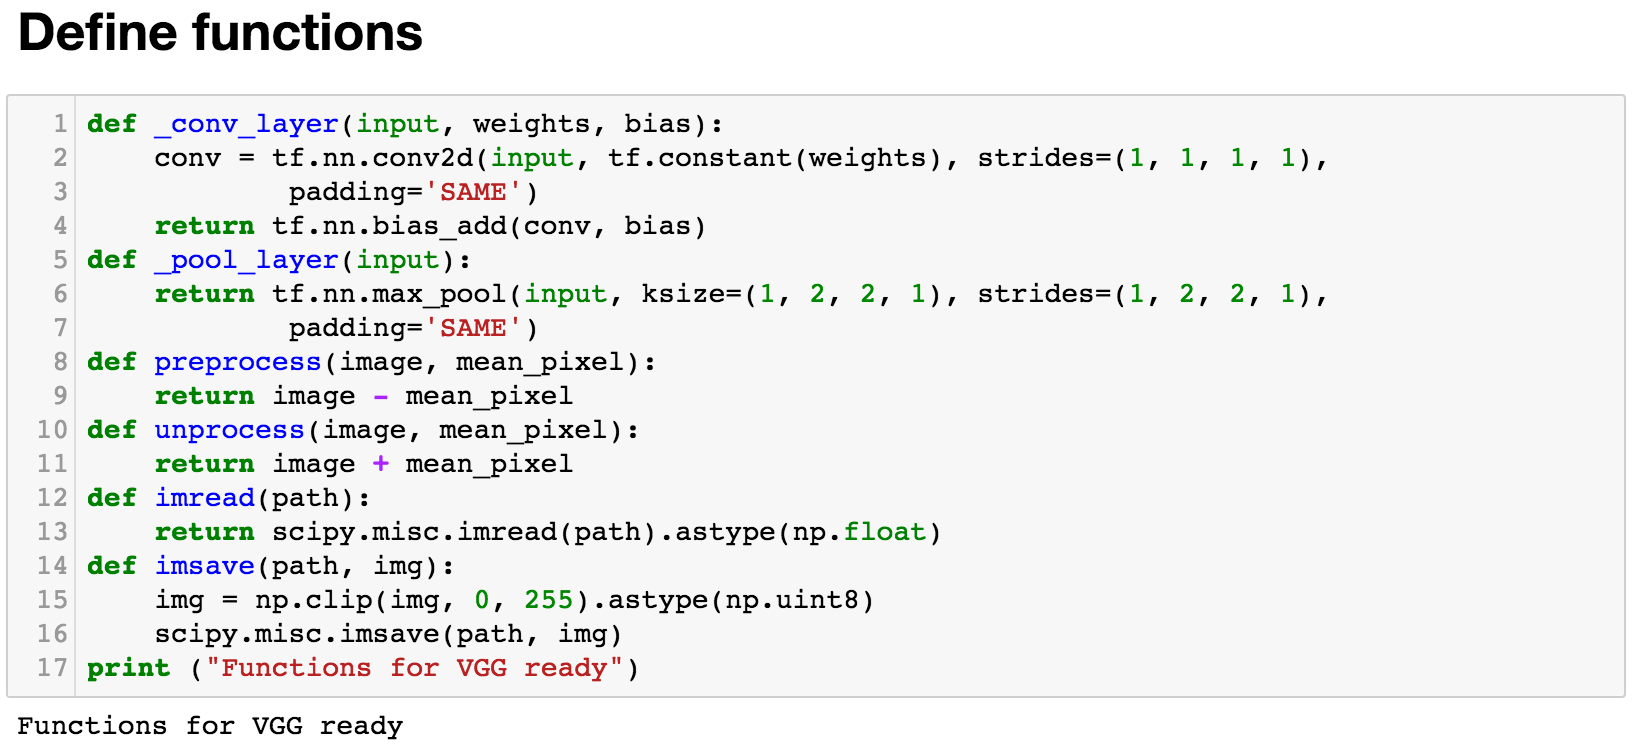 Define functions
1 def _conv_layer(input, weights, bias):
2     conv = tf.nn.conv2d(input, tf.constant(weights), strides=(1, 1, 1, 1),
3             padding='SAME')
4     return tf.nn.bias_add(conv, bias)
5 def _pool_layer(input):
6     return tf.nn.max_pool(input, ksize=(1, 2, 2, 1), strides=(1, 2, 2, 1),
7             padding='SAME')
8 def preprocess(image, mean_pixel):
9     return image - mean_pixel
10 def unprocess(image, mean_pixel):
11     return image + mean_pixel
12 def imread(path):
13     return scipy.misc.imread(path).astype(np.float)
14 def imsave(path, img):
15     img = np.clip(img, 0, 255).astype(np.uint8)
16     scipy.misc.imsave(path, img)
17 print ("Functions for VGG ready")
Functions for VGG ready